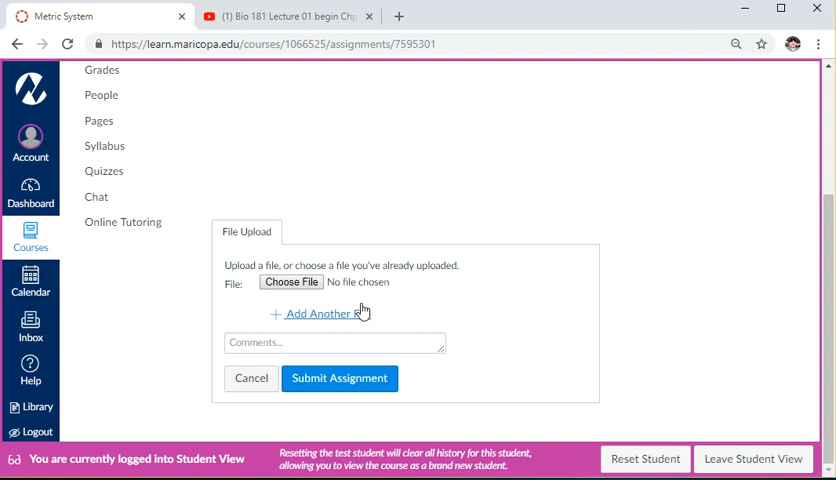 Metric System
(1) Bio 181 Lecture 01 begin Chp
https://learn.maricopa.edu/courses/1066525/assignments/7595301
Account
Dashboard
Courses
Calendar
Inbox
Help
Library
Logout
Grades
People
Pages
Syllabus
Quizzes
Chat
Online Tutoring
File Upload
Upload a file, or choose a file you've already uploaded.
File: Choose File No file chosen
Add Another
Comments...
Cancel Submit Assignment
You are currently logged into Student View
Resetting the test student will clear all history for this student,
allowing you to view the course as a brand new student.
Reset Student Leave Student View